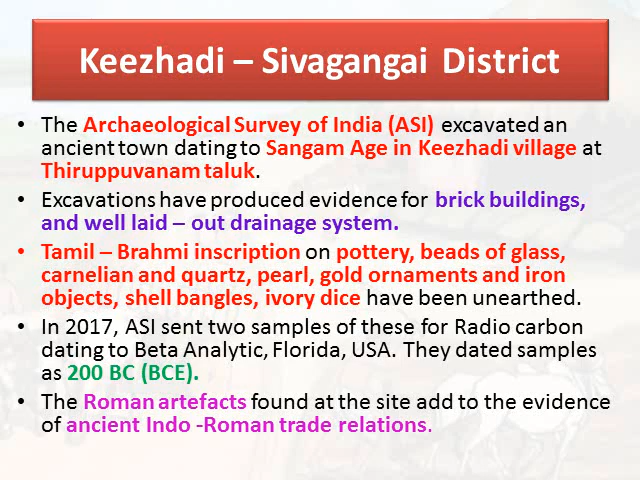 Keezhadi – Sivagangai District
• The Archaeological Survey of India (ASI) excavated an
ancient town dating to Sangam Age in Keezhadi village at
Thiruppuvanam taluk.
• Excavations have produced evidence for brick buildings,
and well laid – out drainage system.
• Tamil – Brahmi inscription on pottery, beads of glass,
carnelian and quartz, pearl, gold ornaments and iron
objects, shell bangles, ivory dice have been unearthed.
• In 2017, ASI sent two samples of these for Radio carbon
dating to Beta Analytic, Florida, USA. They dated samples
as 200 BC (BCE).
• The Roman artefacts found at the site add to the evidence
of ancient Indo -Roman trade relations.